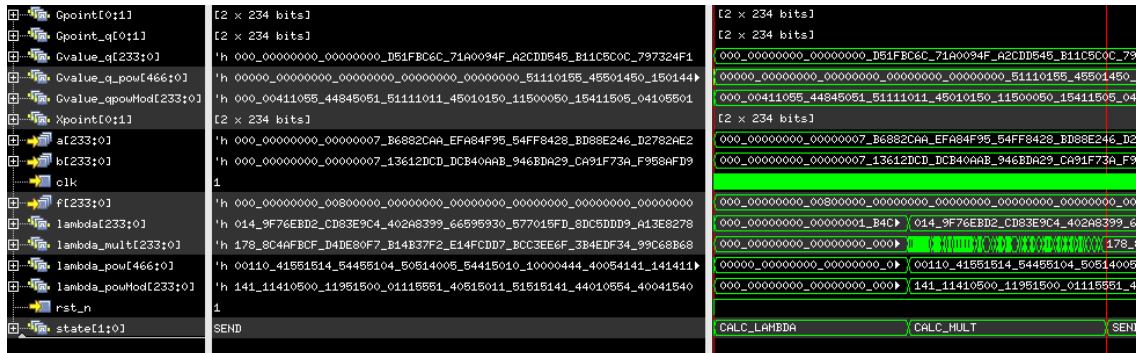 Gpoint[0:1] [2 × 234 bits] [2 × 234 bits]
Gpoint_q[0:1] [2 × 234 bits] [2 × 234 bits]
Gvalue_q[233:0] 'h 000_00000000_00000000_D51FBC6C_71A0094F_A2CDD545_B11C5C0C_797324F1 000_00000000_00000000_D51FBC6C_71A0094F_A2CDD545_B11C5C0C_79
Gvalue_q_pow[466:0] 'h 00000_00000000_00000000_00000000_00000000_51110155_45501450_150144 00000_00000000_00000000_00000000_00000000_51110155_45501450_
Gvalue_qpowMod[233:0] 'h 000_00411055_44845051_51111011_45010150_11500050_15411505_04105501 000_00411055_44845051_51111011_45010150_11500050_15411505_04
Xpoint[0:1] [2 × 234 bits] [2 × 234 bits]
a[233:0] 'h 000_00000000_00000007_B6882CAA_EFA84F95_54FF8428_BD88E246_D2782AE2 000_00000000_00000007_B6882CAA_EFA84F95_54FF8428_BD88E246_D2
b[233:0] 'h 000_00000000_00000007_13612DCD_DCB40AAB_946BDA29_CA91F73A_F958AFD9 000_00000000_00000007_13612DCD_DCB40AAB_946BDA29_CA91F73A_F9
clk 1
f[233:0] 'h 000_00000000_00800000_00000000_00000000_00000000_00000000_00000000 000_00000000_00800000_00000000_00000000_00000000_00000000_00
lambda[233:0] 'h 014_9F76EBD2_CD83E9C4_402A8399_66595930_577015FD_8DC5DDD9_A13E8278 000_00000000_00000001_B4C 014_9F76EBD2_CD83E9C4_402A8399_6
lambda_mult[233:0] 'h 178_8C4AFBCF_D4DE80F7_B14B37F2_E14FCDD7_BCC3EE6F_3B4EDF34_99C68B68 000_00000000_00000000_000 178_
lambda_pow[466:0] 'h 00110_41551514_54455104_50514005_54415010_10000444_40054141_141411 00000_00000000_00000000_0 00110_41551514_54455104_50514005
lambda_powMod[233:0] 'h 141_11410500_11951500_01115551_40515011_51515141_44010554_40041540 000_00000000_00000000_000 141_11410500_11951500_01115551_4
rst_n 1
state[1:0] SEND CALC_LAMBDA CALC_MULT SEND